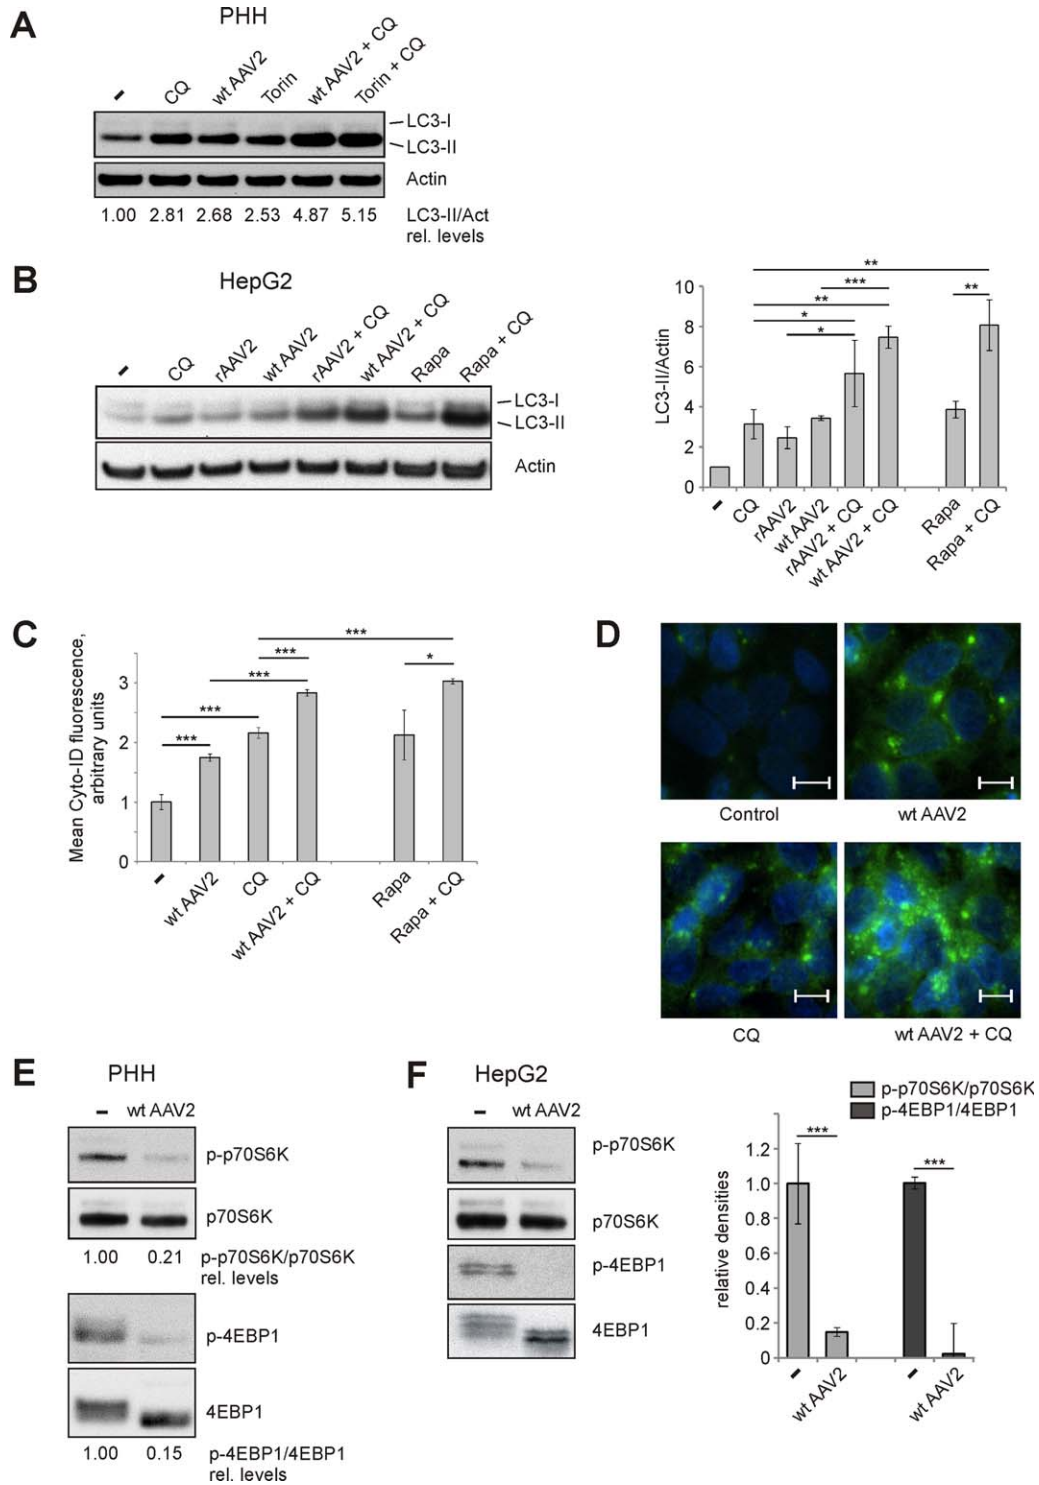 A
PHH
–
CQ
wt AAV2
Torin
wt AAV2 + CQ
Torin + CQ
LC3-I
LC3-II
Actin
1.00 2.81 2.68 2.53 4.87 5.15 LC3-II/Act
rel. levels
B
HepG2
–
CQ
rAAV2
wt AAV2
rAAV2 + CQ
wt AAV2 + CQ
Rapa
Rapa + CQ
LC3-I
LC3-II
Actin
LC3-II/Actin
10
8
6
4
2
0
**
***
**
**
*
*
–
CQ
rAAV2
wt AAV2
rAAV2 + CQ
wt AAV2 + CQ
Rapa
Rapa + CQ
C
Mean Cyto-ID fluorescence,
arbitrary units
3
2
1
0
***
***
*
***
***
***
–
wt AAV2
CQ
wt AAV2 + CQ
Rapa
Rapa + CQ
D
Control
wt AAV2
CQ
wt AAV2 + CQ
E
PHH
– wt AAV2
p-p70S6K
p70S6K
1.00 0.21 p-p70S6K/p70S6K
rel. levels
p-4EBP1
4EBP1
1.00 0.15 p-4EBP1/4EBP1
rel. levels
F
HepG2
– wt AAV2
p-p70S6K
p70S6K
p-4EBP1
4EBP1
p-p70S6K/p70S6K
p-4EBP1/4EBP1
relative densities
1.2
1.0
0.8
0.6
0.4
0.2
0
***
***
–
wt AAV2
–
wt AAV2